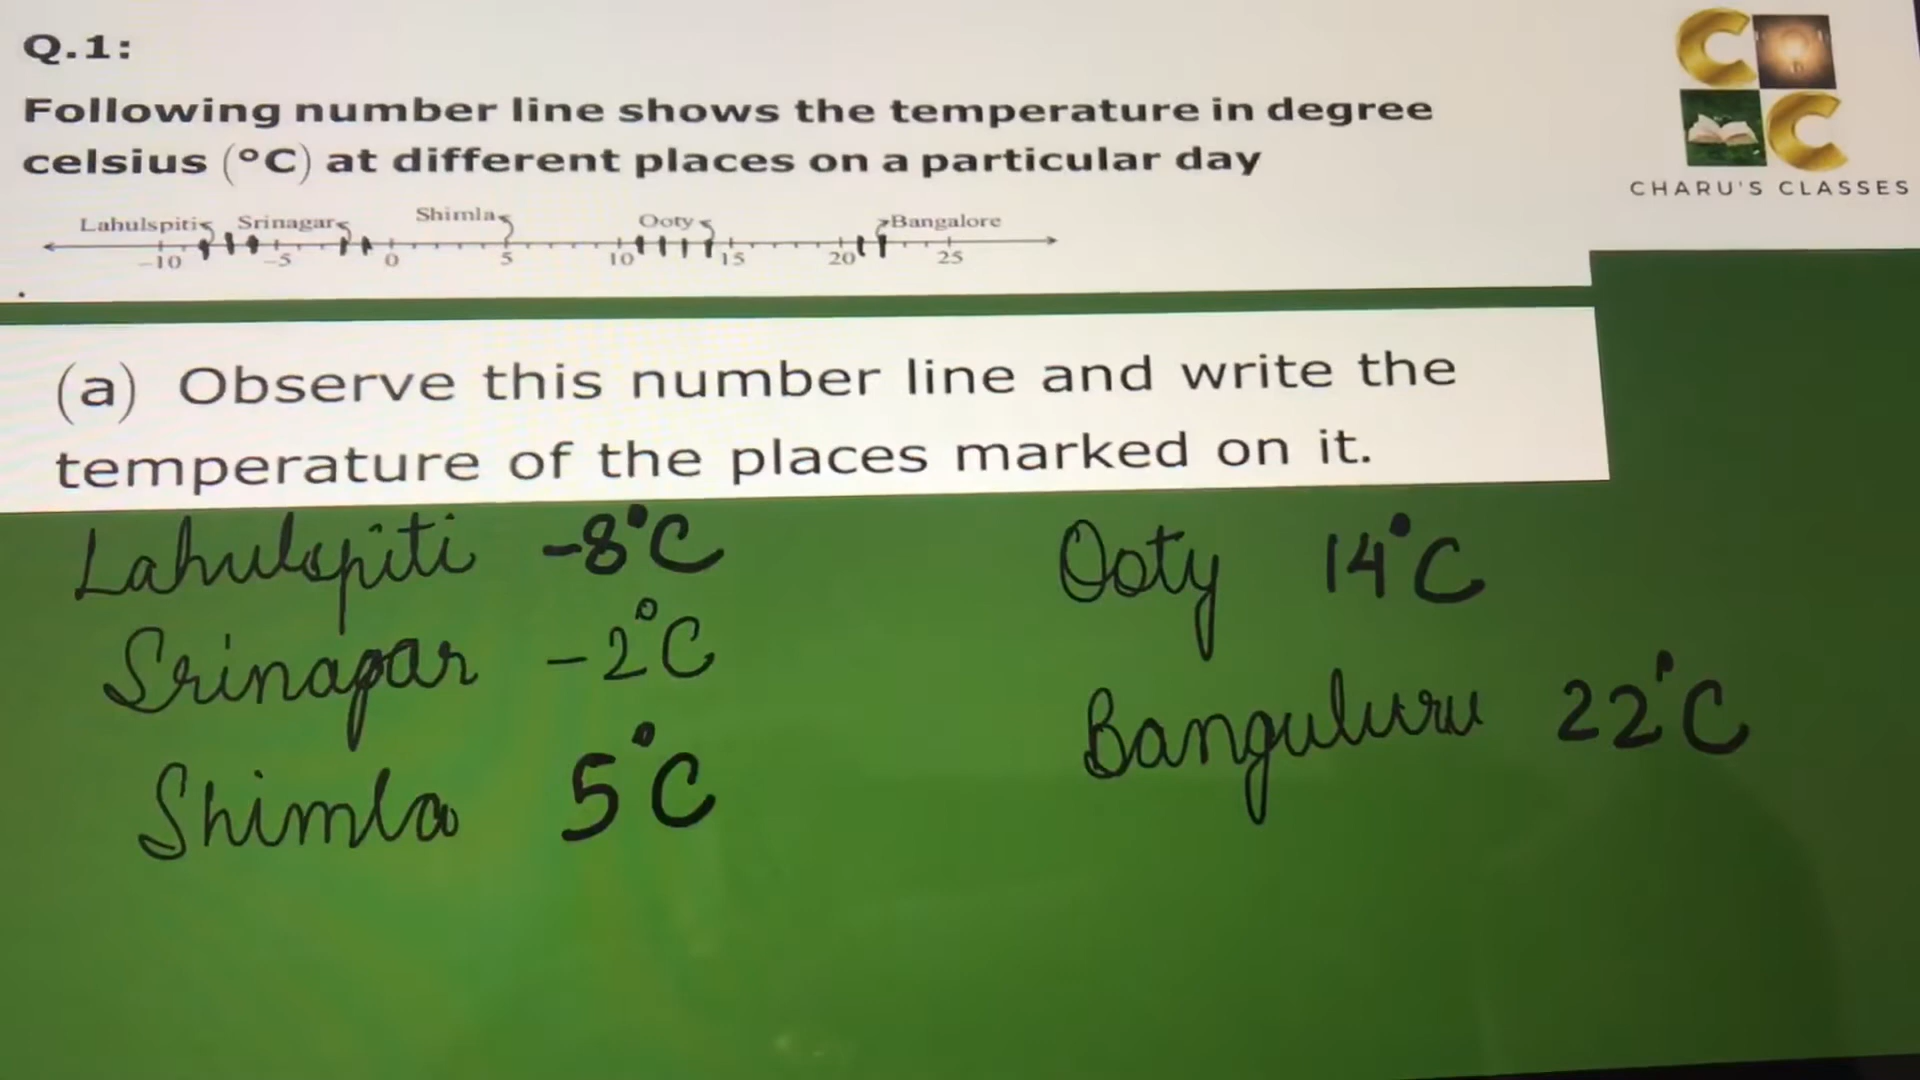 Q.1:
Following number line shows the temperature in degree
celsius (°C) at different places on a particular day
Lahulspiti Srinagar Shimla Ooty Bangalore
-10 -5 0 5 10 15 20 25
(a) Observe this number line and write the
temperature of the places marked on it.
Lahulspiti -8°C
Srinagar -2°C
Shimla 5°C
Ooty 14°C
Banguluru 22°C
C
C
CHARU'S CLASSES